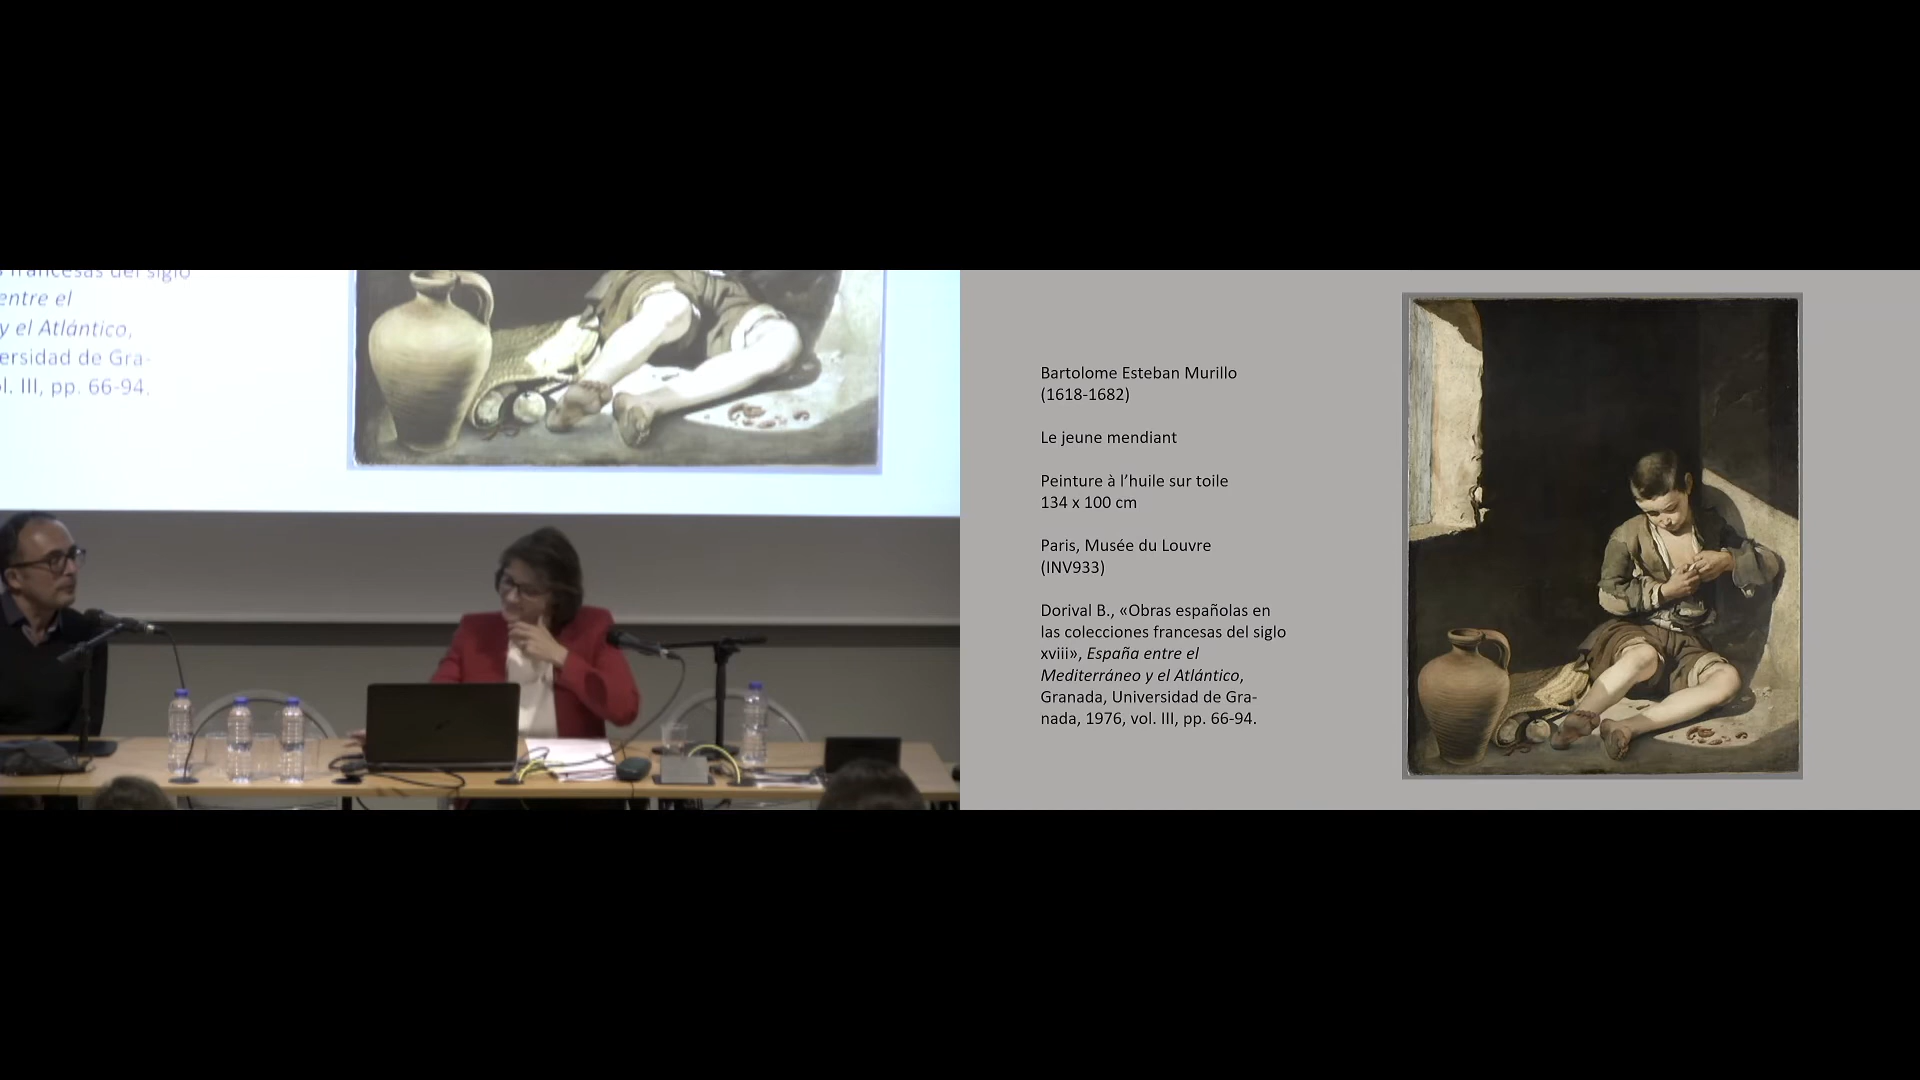 francesas del siglo
entre el
y el Atlántico,
ersidad de Gra-
l. III, pp. 66-94.
Bartolome Esteban Murillo
(1618-1682)
Le jeune mendiant
Peinture à l’huile sur toile
134 x 100 cm
Paris, Musée du Louvre
(INV933)
Dorival B., «Obras españolas en
las colecciones francesas del siglo
xviii», España entre el
Mediterráneo y el Atlántico,
Granada, Universidad de Gra-
nada, 1976, vol. III, pp. 66-94.